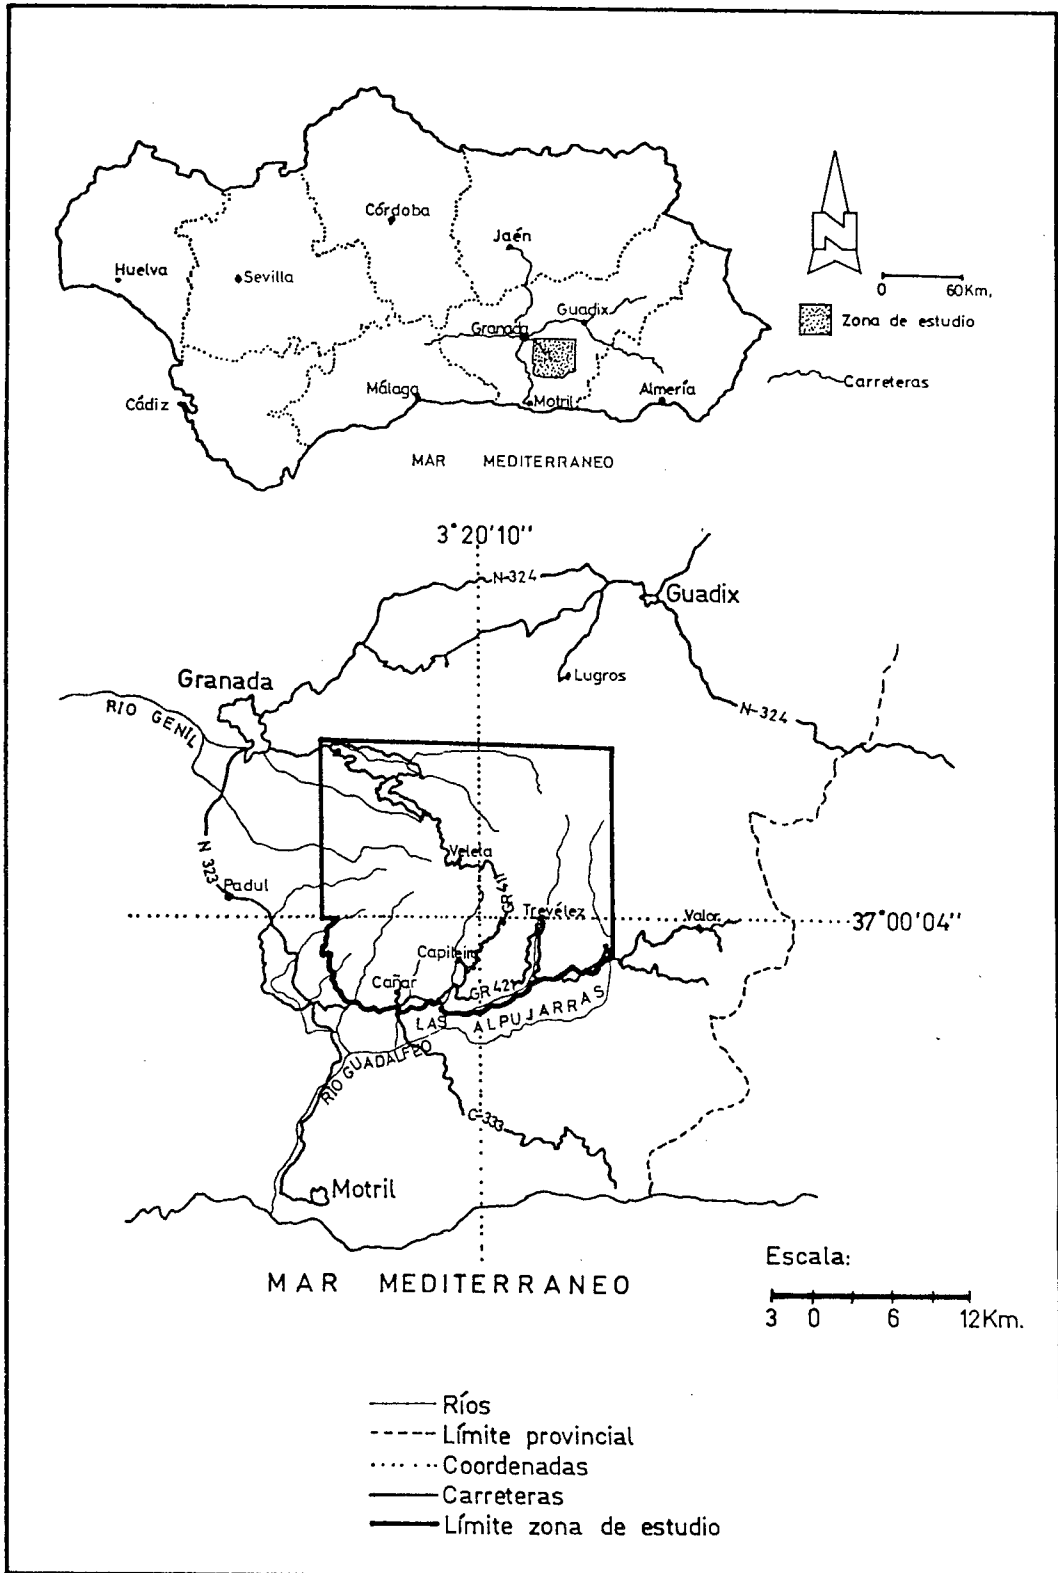 Córdoba
Jaén
Huelva
Sevilla
Guadix
Granada
Málaga
Motril
Almería
Cádiz
MAR MEDITERRANEO
N
0 60Km,
Zona de estudio
Carreteras
3°20'10''
N-324
Guadix
Lugros
Granada
RIO GENIL
N-324
N 323
Veleta
GR 411
Padul
Trevélez
Valor
37°00'04''
Capileira
Cañar
GR 421
LAS ALPUJARRAS
RIO GUADALFEO
C-333
Motril
MAR MEDITERRANEO
Escala:
3 0 6 12Km.
Ríos
Límite provincial
Coordenadas
Carreteras
Límite zona de estudio